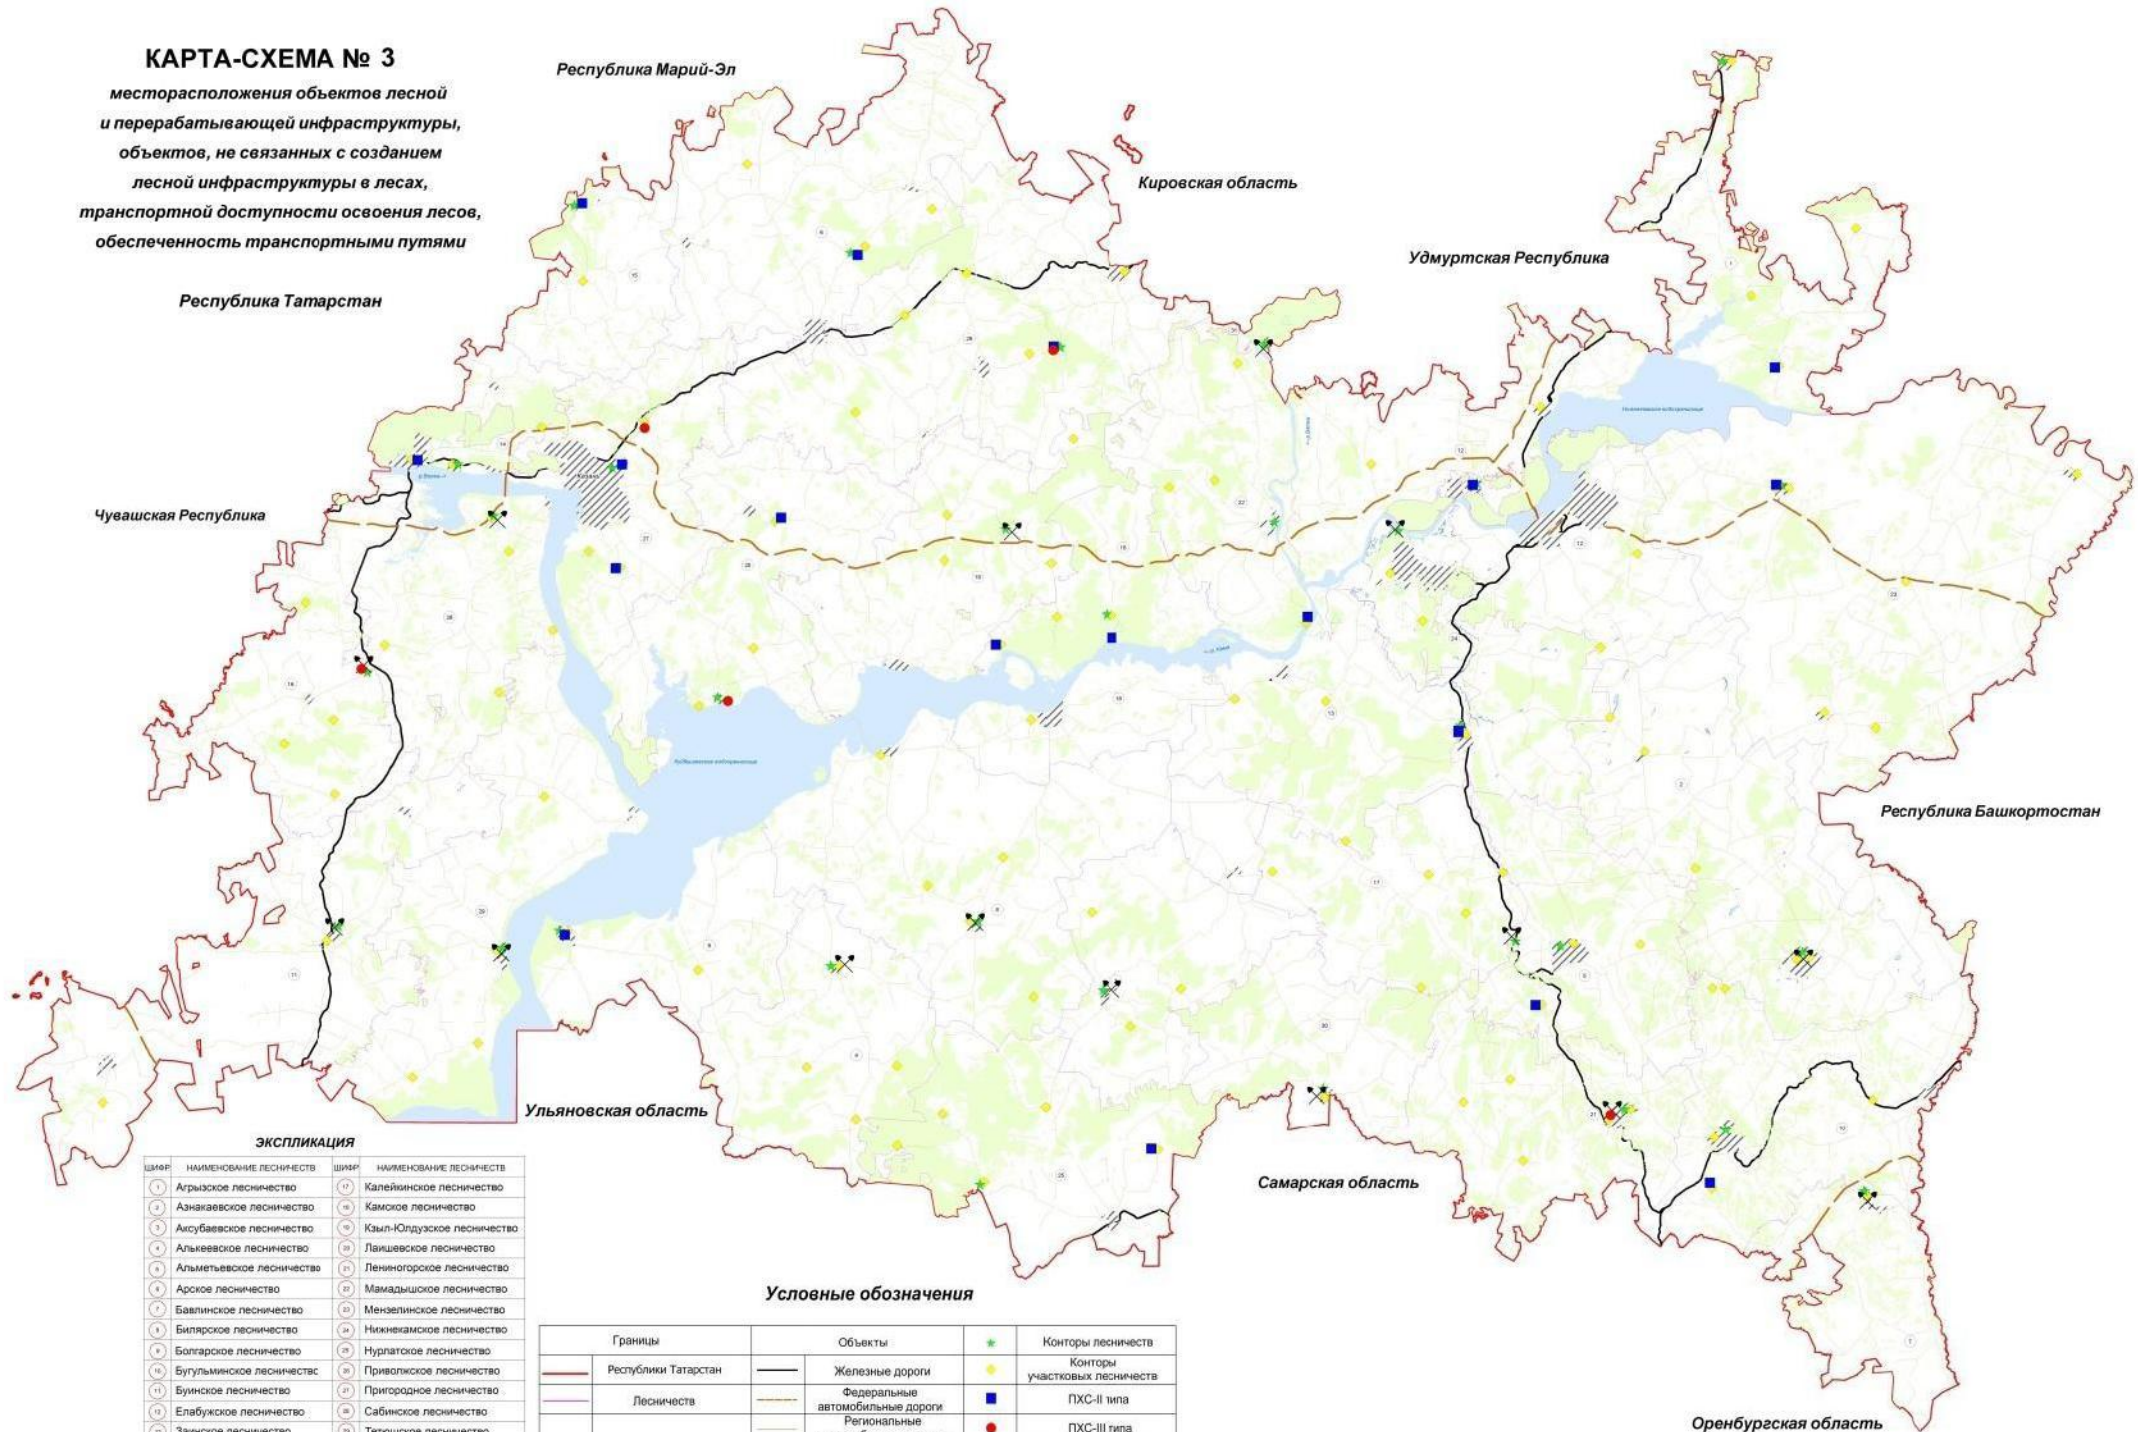 КАРТА-СХЕМА № 3
месторасположения объектов лесной
и перерабатывающей инфраструктуры,
объектов, не связанных с созданием
лесной инфраструктуры в лесах,
транспортной доступности освоения лесов,
обеспеченность транспортными путями
Республика Татарстан
Республика Марий-Эл
Кировская область
Удмуртская Республика
Чувашская Республика
Казань
Республика Башкортостан
Ульяновская область
Самарская область
Оренбургская область
ЭКСПЛИКАЦИЯ
ШИФР НАИМЕНОВАНИЕ ЛЕСНИЧЕСТВ ШИФР НАИМЕНОВАНИЕ ЛЕСНИЧЕСТВ
1 Агрызское лесничество 17 Калейкинское лесничество
2 Азнакаевское лесничество 18 Камское лесничество
3 Аксубаевское лесничество 19 Кзыл-Юлдузское лесничество
4 Алькеевское лесничество 20 Лаишевское лесничество
Альметьевское лесничество 21 Лениногорское лесничество
Арское лесничество 22 Мамадышское лесничество
7 Бавлинское лесничество 23 Мензелинское лесничество
Билярское лесничество 24 Нижнекамское лесничество
9 Болгарское лесничество 25 Нурлатское лесничество
10 Бугульминское лесничествс Приволжское лесничество
11 Буинское лесничество 27 Пригородное лесничество
12 Елабужское лесничество Сабинское лесничество
Заинское лесничество Тетюшское лесничество
Условные обозначения
Границы Объекты Конторы лесничеств
Республики Татарстан Железные дороги Конторы участковых лесничеств
Лесничеств Федеральные автомобильные дороги ПХС-II типа
Региональные ПХС-III типа